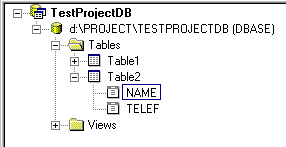 TestProjectDB
d:\PROJECT\TESTPROJECTDB (DBASE)
Tables
Table1
Table2
NAME
TELEF
Views